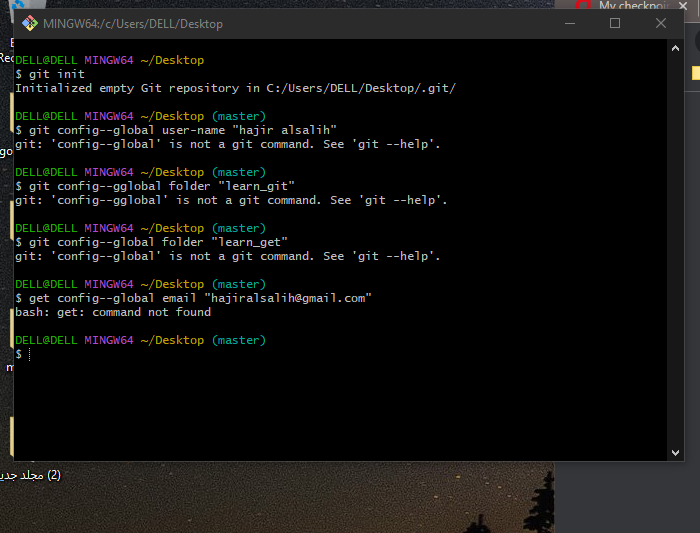 My checkpoi
MINGW64:/c/Users/DELL/Desktop
DELL@DELL MINGW64 ~/Desktop
$ git init
Initialized empty Git repository in C:/Users/DELL/Desktop/.git/
DELL@DELL MINGW64 ~/Desktop (master)
$ git config--global user-name "hajir alsalih"
git: 'config--global' is not a git command. See 'git --help'.
DELL@DELL MINGW64 ~/Desktop (master)
$ git config--gglobal folder "learn_git"
git: 'config--gglobal' is not a git command. See 'git --help'.
DELL@DELL MINGW64 ~/Desktop (master)
$ git config--global folder "learn_get"
git: 'config--global' is not a git command. See 'git --help'.
DELL@DELL MINGW64 ~/Desktop (master)
$ get config--global email "hajiralsalih@gmail.com"
bash: get: command not found
DELL@DELL MINGW64 ~/Desktop (master)
$
مجلد جديد (2)